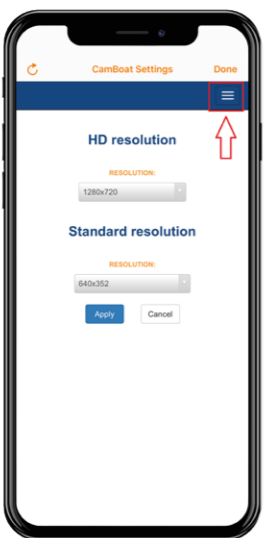 CamBoat Settings
Done
HD resolution
RESOLUTION:
1280x720
Standard resolution
RESOLUTION:
640x352
Apply
Cancel